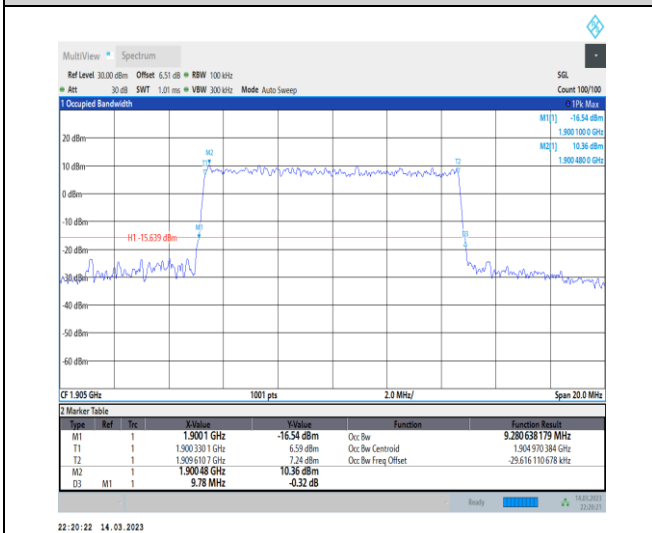 MultiView Spectrum
Ref Level 30.00 dBm Offset 6.51 dB RBW 100 kHz SGL
Att 30 dB SWT 1.01 ms VBW 300 kHz Mode Auto Sweep Count 100/100
1 Occupied Bandwidth 1Pk Max
M1[1] -16.54 dBm
1.900 100 0 GHz
M2[1] 10.36 dBm
1.900 480 0 GHz
20 dBm
M2
T1
T2
10 dBm
0 dBm
-10 dBm
M1
H1 -15.639 dBm
D3
-20 dBm
-30 dBm
-40 dBm
-50 dBm
-60 dBm
CF 1.905 GHz 1001 pts 2.0 MHz/ Span 20.0 MHz
2 Marker Table
Type Ref Trc X-Value Y-Value Function Function Result
M1 1 1.9001 GHz -16.54 dBm Occ Bw 9.280 638 179 MHz
T1 1 1.900 330 1 GHz 6.59 dBm Occ Bw Centroid 1.904 970 384 GHz
T2 1 1.909 610 7 GHz 7.24 dBm Occ Bw Freq Offset -29.616 110 678 kHz
M2 1 1.90048 GHz 10.36 dBm
D3 M1 1 9.78 MHz -0.32 dB
Ready 14.03.2023
22:20:21
22:20:22 14.03.2023